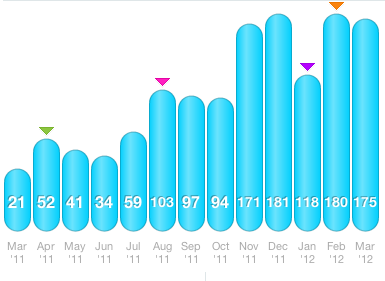 21 52 41 34 59 103 97 94 171 181 118 180 175
Mar Apr May Jun Jul Aug Sep Oct Nov Dec Jan Feb Mar
'11 '11 '11 '11 '11 '11 '11 '11 '11 '11 '12 '12 '12